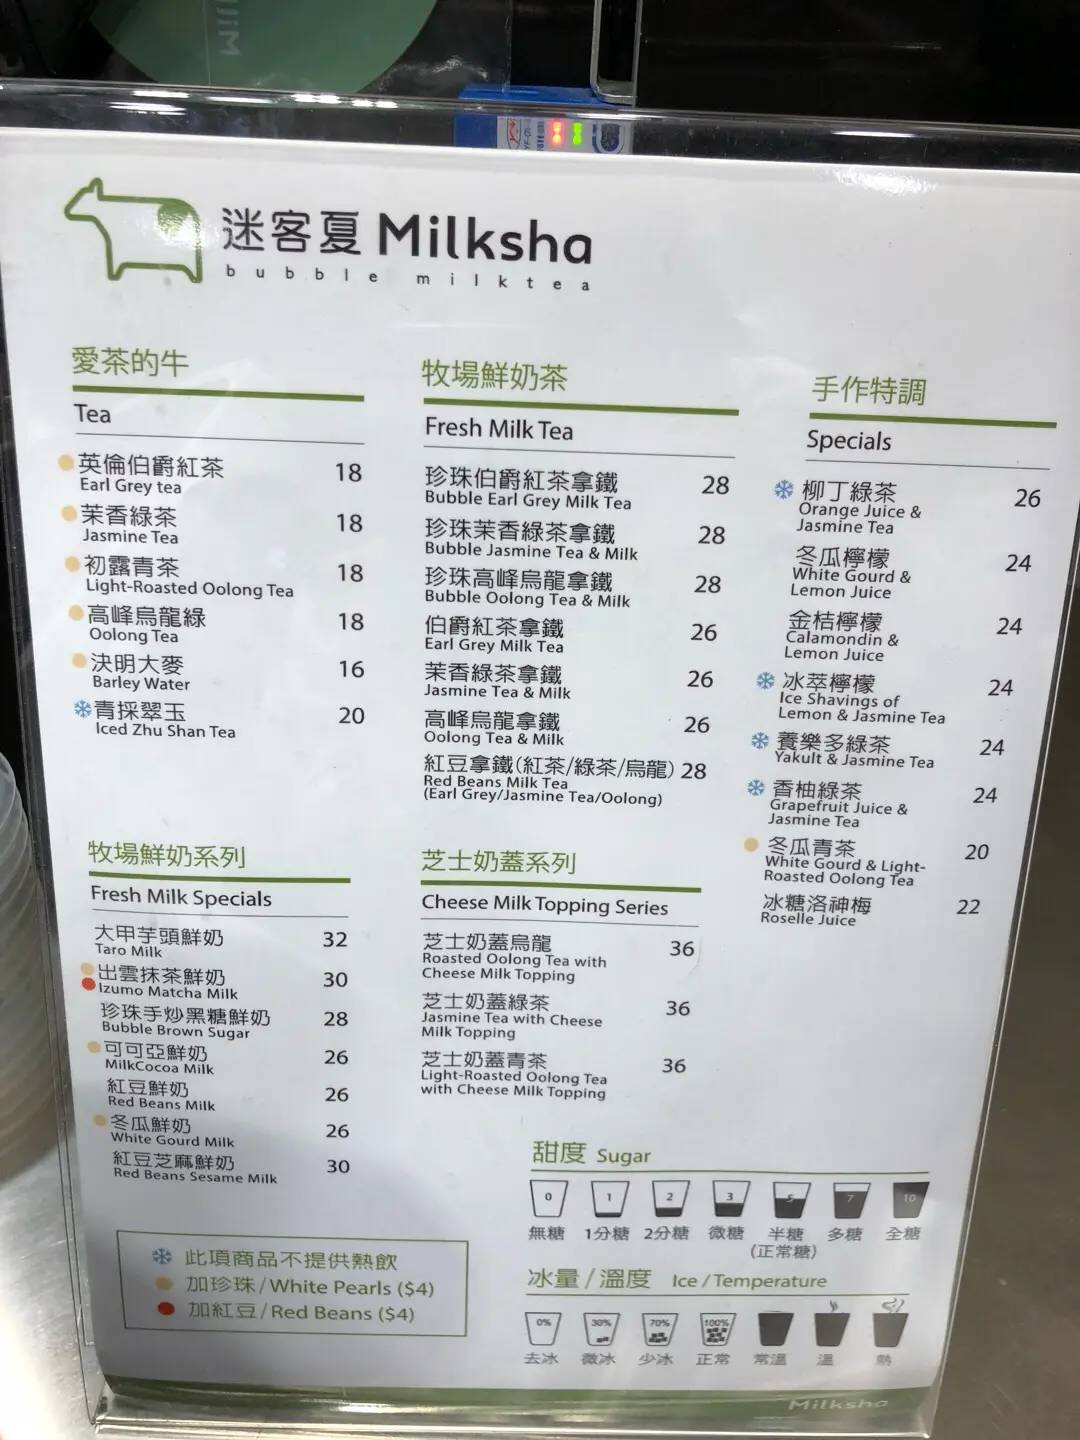 迷客夏 Milksha
bubble milktea
愛茶的牛
Tea
英倫伯爵紅茶 18
Earl Grey tea
茉香綠茶 18
Jasmine Tea
初露青茶 18
Light-Roasted Oolong Tea
高峰烏龍綠 18
Oolong Tea
決明大麥 16
Barley Water
青採翠玉 20
Iced Zhu Shan Tea
牧場鮮奶茶
Fresh Milk Tea
珍珠伯爵紅茶拿鐵 28
Bubble Earl Grey Milk Tea
珍珠茉香綠茶拿鐵 28
Bubble Jasmine Tea & Milk
珍珠高峰烏龍拿鐵 28
Bubble Oolong Tea & Milk
伯爵紅茶拿鐵 26
Earl Grey Milk Tea
茉香綠茶拿鐵 26
Jasmine Tea & Milk
高峰烏龍拿鐵 26
Oolong Tea & Milk
紅豆拿鐵(紅茶/綠茶/烏龍) 28
Red Beans Milk Tea
(Earl Grey/Jasmine Tea/Oolong)
手作特調
Specials
柳丁綠茶 26
Orange Juice &
Jasmine Tea
冬瓜檸檬 24
White Gourd &
Lemon Juice
金桔檸檬 24
Calamondin &
Lemon Juice
冰萃檸檬 24
Ice Shavings of
Lemon & Jasmine Tea
養樂多綠茶 24
Yakult & Jasmine Tea
香柚綠茶 24
Grapefruit Juice &
Jasmine Tea
冬瓜青茶 20
White Gourd & Light-
Roasted Oolong Tea
冰糖洛神梅 22
Roselle Juice
牧場鮮奶系列
Fresh Milk Specials
大甲芋頭鮮奶 32
Taro Milk
出雲抹茶鮮奶 30
Izumo Matcha Milk
珍珠手炒黑糖鮮奶 28
Bubble Brown Sugar
可可亞鮮奶 26
MilkCocoa Milk
紅豆鮮奶 26
Red Beans Milk
冬瓜鮮奶 26
White Gourd Milk
紅豆芝麻鮮奶 30
Red Beans Sesame Milk
芝士奶蓋系列
Cheese Milk Topping Series
芝士奶蓋烏龍 36
Roasted Oolong Tea with
Cheese Milk Topping
芝士奶蓋綠茶 36
Jasmine Tea with Cheese
Milk Topping
芝士奶蓋青茶 36
Light-Roasted Oolong Tea
with Cheese Milk Topping
此項商品不提供熱飲
加珍珠/White Pearls ($4)
加紅豆/Red Beans ($4)
甜度 Sugar
0 1 2 3 5 7 10
無糖 1分糖 2分糖 微糖 半糖 多糖 全糖
(正常糖)
冰量/溫度 Ice/Temperature
0% 30% 70% 100%
去冰 微冰 少冰 正常 常溫 溫 熱
Milksha